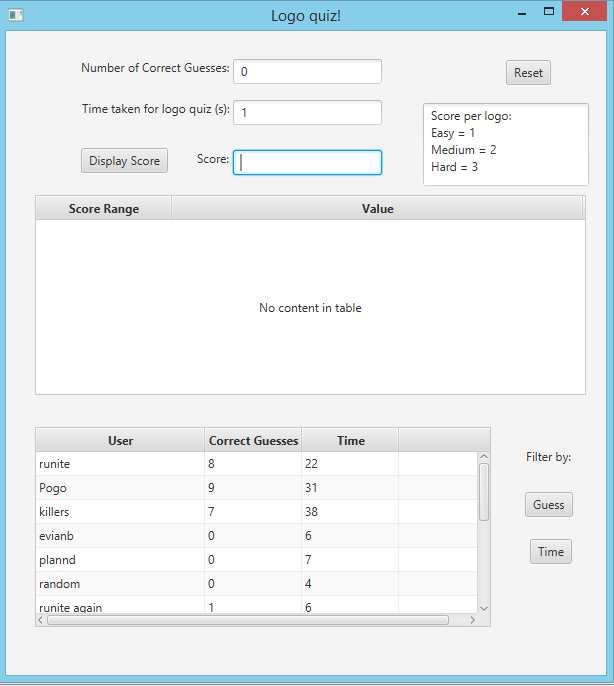 Logo quiz!
Number of Correct Guesses: 0
Reset
Time taken for logo quiz (s): 1
Score per logo:
Easy = 1
Medium = 2
Hard = 3
Display Score Score:
Score Range Value
No content in table
User Correct Guesses Time
runite 8 22
Pogo 9 31
killers 7 38
evianb 0 6
plannd 0 7
random 0 4
runite again 1 6
Filter by:
Guess
Time